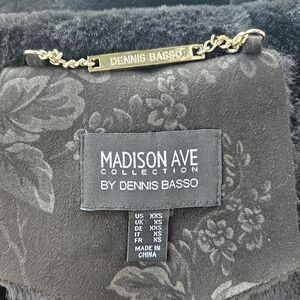 DENNIS BASSO
MADISON AVE
COLLECTION
BY DENNIS BASSO
US XXS
UK XS
DE XXS
IT XS
FR XS
MADE IN
CHINA